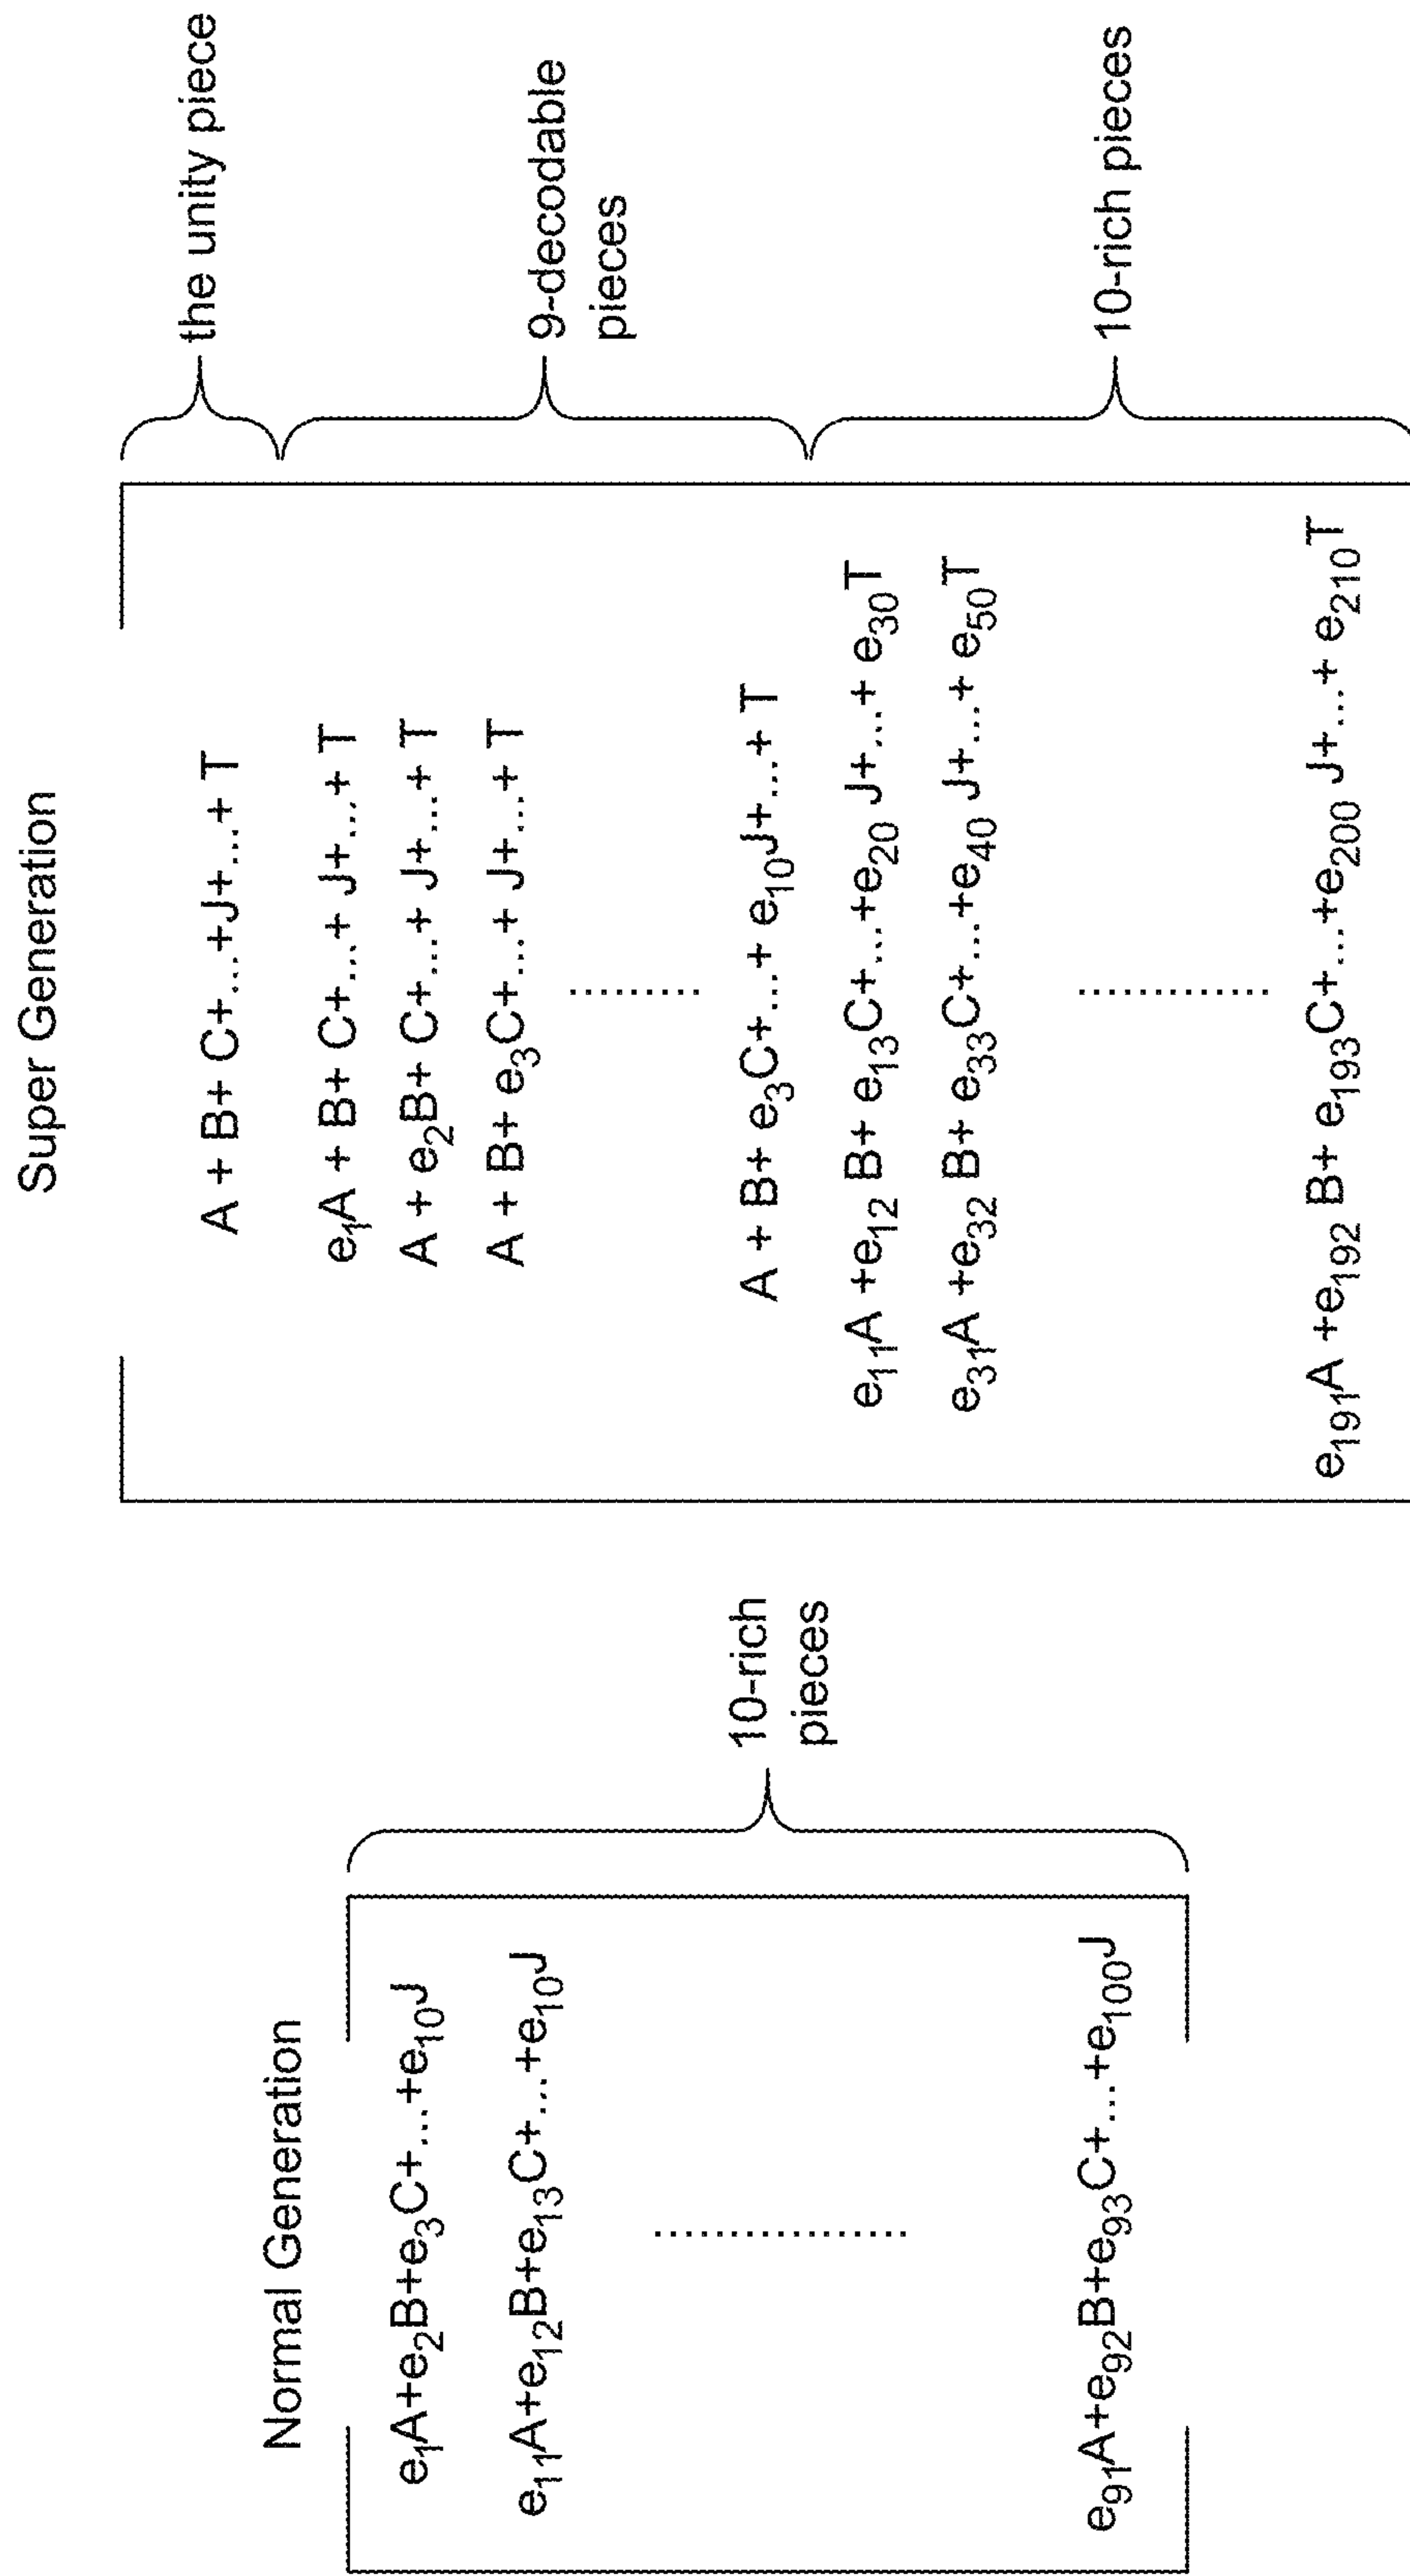 Normal Generation
e₁A+e₂B+e₃C+...+e₁₀J
e₁₁A+e₁₂B+e₁₃C+...+e₁₀J
e₉₁A+e₉₂B+e₉₃C+...+e₁₀₀J
10-rich
pieces
Super Generation
A + B+ C+...+J+...+ T
e₁A + B+ C+...+ J+...+ T
A + e₂B+ C+...+ J+...+ T
A + B+ e₃C+...+ J+...+ T
A + B+ e₃C+...+ e₁₀J+...+ T
e₁₁A +e₁₂ B+ e₁₃C+...+e₂₀ J+...+ e₃₀T
e₃₁A +e₃₂ B+ e₃₃C+...+e₄₀ J+...+ e₅₀T
e₁₉₁A +e₁₉₂ B+ e₁₉₃C+...+e₂₀₀ J+...+ e₂₁₀T
the unity piece
9-decodable
pieces
10-rich pieces